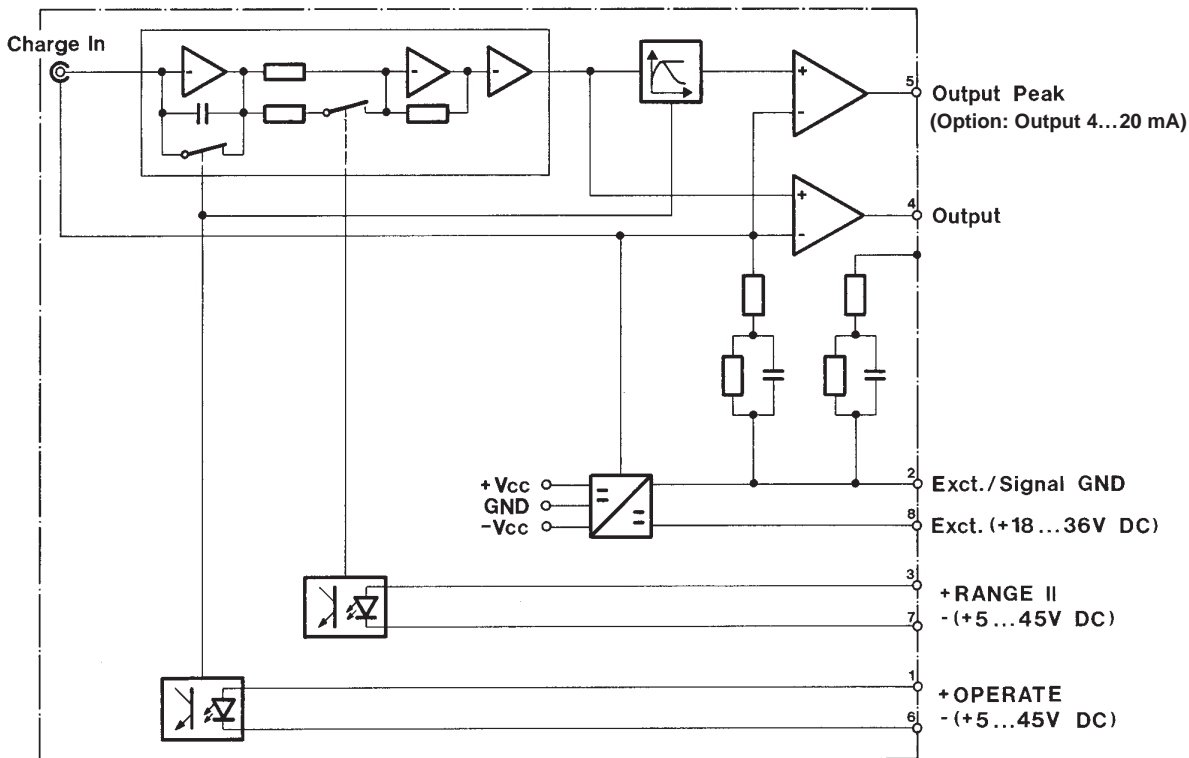 Charge In
5
Output Peak
(Option: Output 4...20 mA)
4
Output
2
Exct./Signal GND
+Vcc
GND
-Vcc
8
Exct. (+18...36V DC)
3
+RANGE II
7
-(+5...45V DC)
1
+OPERATE
6
-(+5...45V DC)